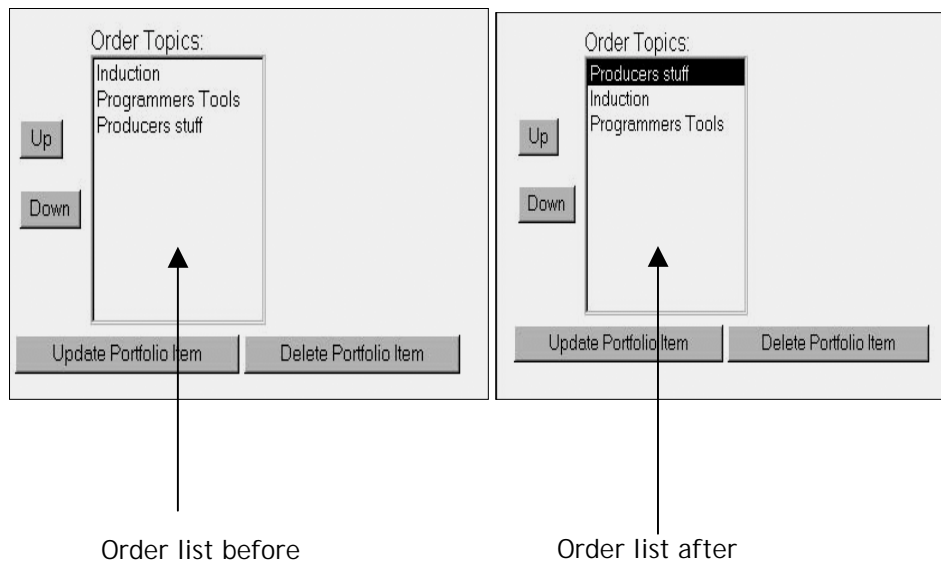 Order Topics:
Induction
Programmers Tools
Producers stuff
Up
Down
Update Portfolio Item
Delete Portfolio Item
Order list before
Order Topics:
Producers stuff
Induction
Programmers Tools
Up
Down
Update Portfolio Item
Delete Portfolio Item
Order list after